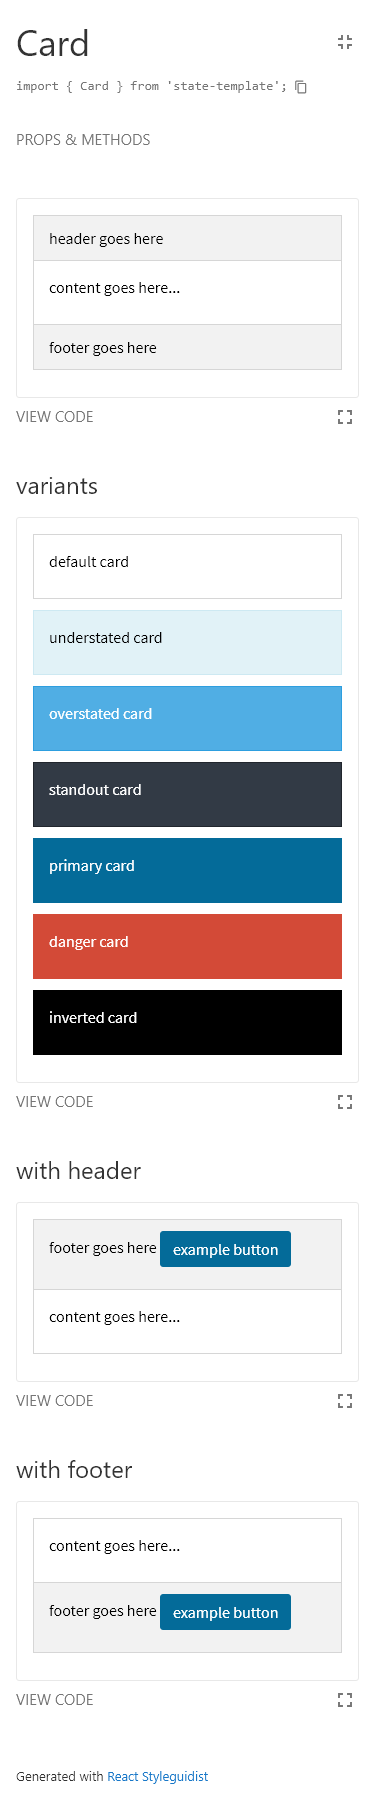 Card
import { Card } from 'state-template';
PROPS & METHODS
header goes here
content goes here...
footer goes here
VIEW CODE
variants
default card
understated card
overstated card
standout card
primary card
danger card
inverted card
VIEW CODE
with header
footer goes here example button
content goes here...
VIEW CODE
with footer
content goes here...
footer goes here example button
VIEW CODE
Generated with React Styleguidist